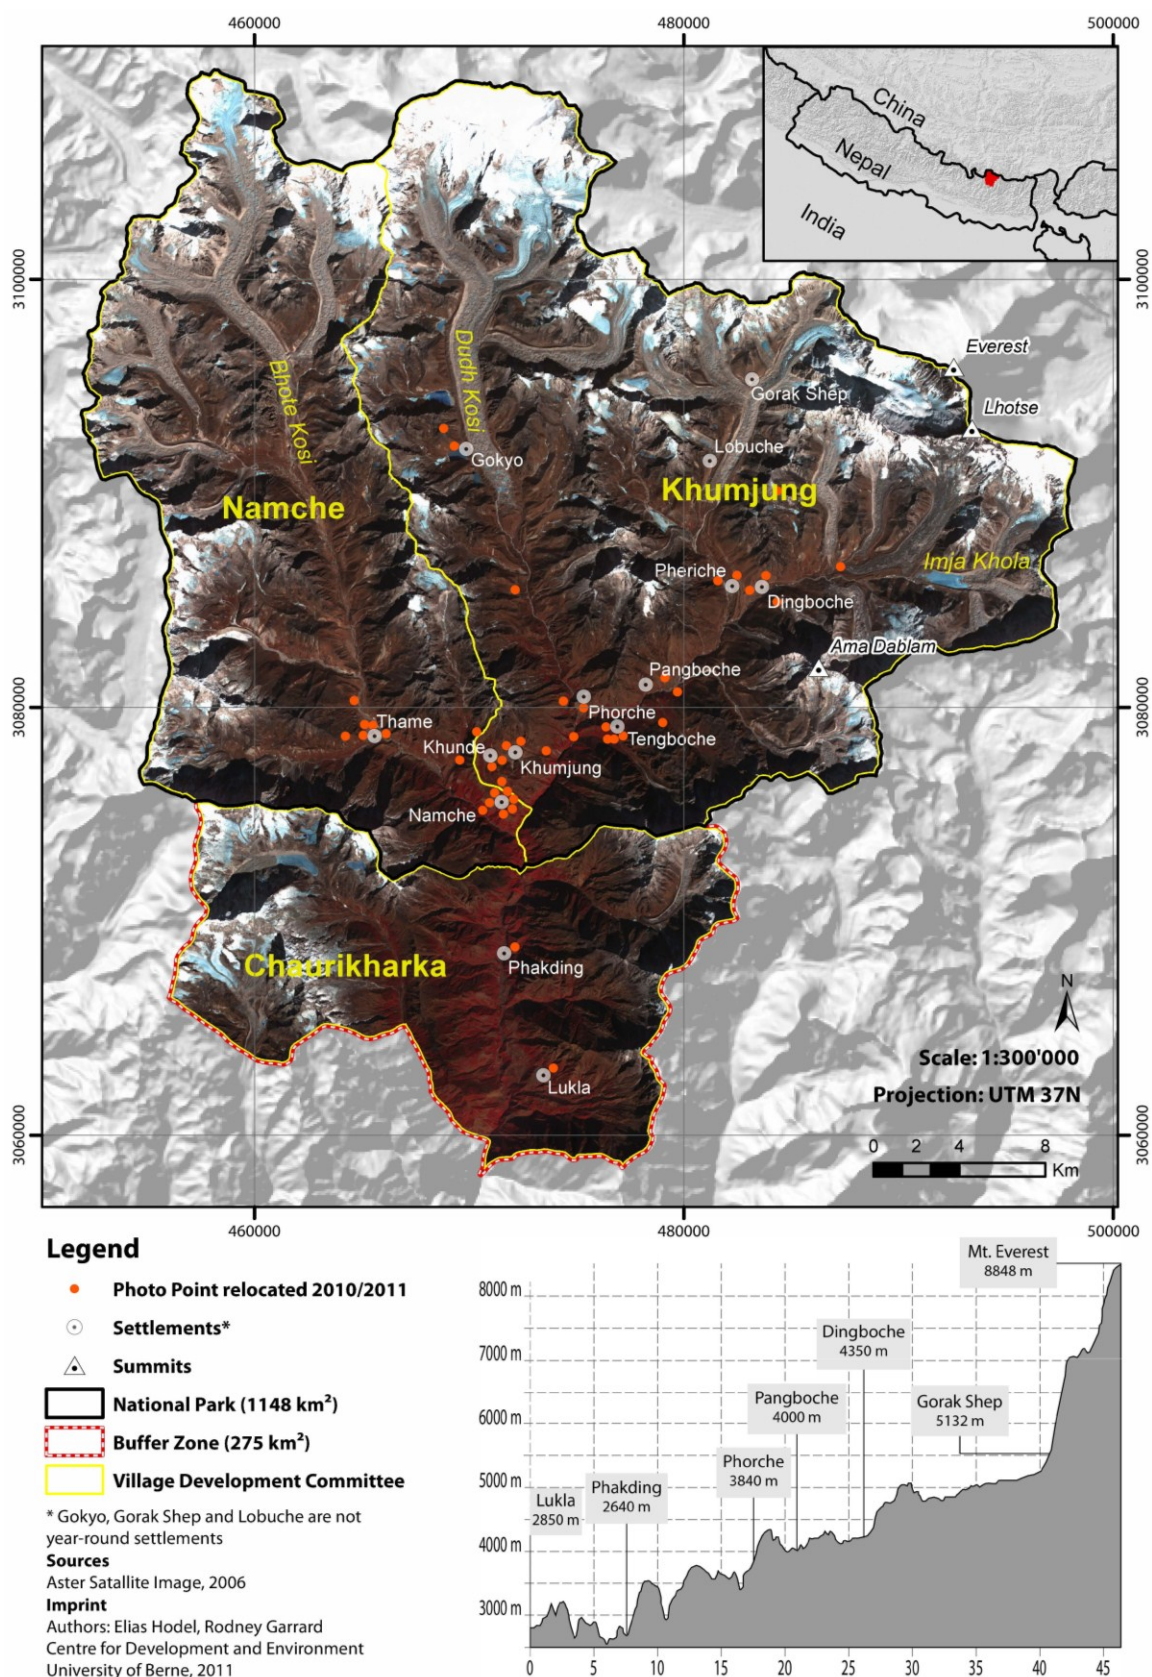 460000
480000
500000
China
Nepal
India
3100000
3100000
Everest
Lhotse
Gorak Shep
Lobuche
Dudh Kosi
Bhote Kosi
Gokyo
Namche
Khumjung
Imja Khola
Pheriche
Dingboche
Ama Dablam
Pangboche
3080000
3080000
Phorche
Thame
Tengboche
Khunde
Khumjung
Namche
Chaurikharka
Phakding
N
Scale: 1:300'000
Projection: UTM 37N
Lukla
3060000
3060000
0 2 4 8
Km
460000
480000
500000
Legend
Photo Point relocated 2010/2011
Settlements*
Summits
National Park (1148 km²)
Buffer Zone (275 km²)
Village Development Committee
* Gokyo, Gorak Shep and Lobuche are not
year-round settlements
Sources
Aster Satallite Image, 2006
Imprint
Authors: Elias Hodel, Rodney Garrard
Centre for Development and Environment
University of Berne, 2011
Mt. Everest
8848 m
8000 m
Dingboche
4350 m
7000 m
Pangboche
4000 m
Gorak Shep
5132 m
6000 m
Phorche
3840 m
5000 m
Phakding
2640 m
Lukla
2850 m
4000 m
3000 m
0 5 10 15 20 25 30 35 40 45